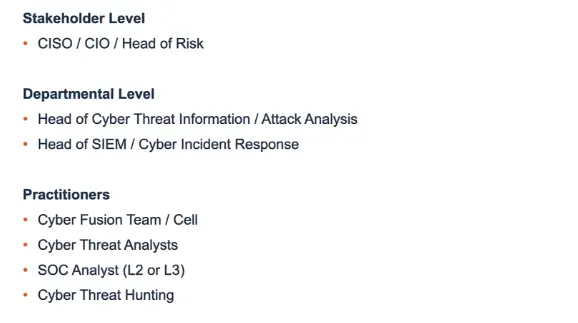 Stakeholder Level
• CISO / CIO / Head of Risk
Departmental Level
• Head of Cyber Threat Information / Attack Analysis
• Head of SIEM / Cyber Incident Response
Practitioners
• Cyber Fusion Team / Cell
• Cyber Threat Analysts
• SOC Analyst (L2 or L3)
• Cyber Threat Hunting